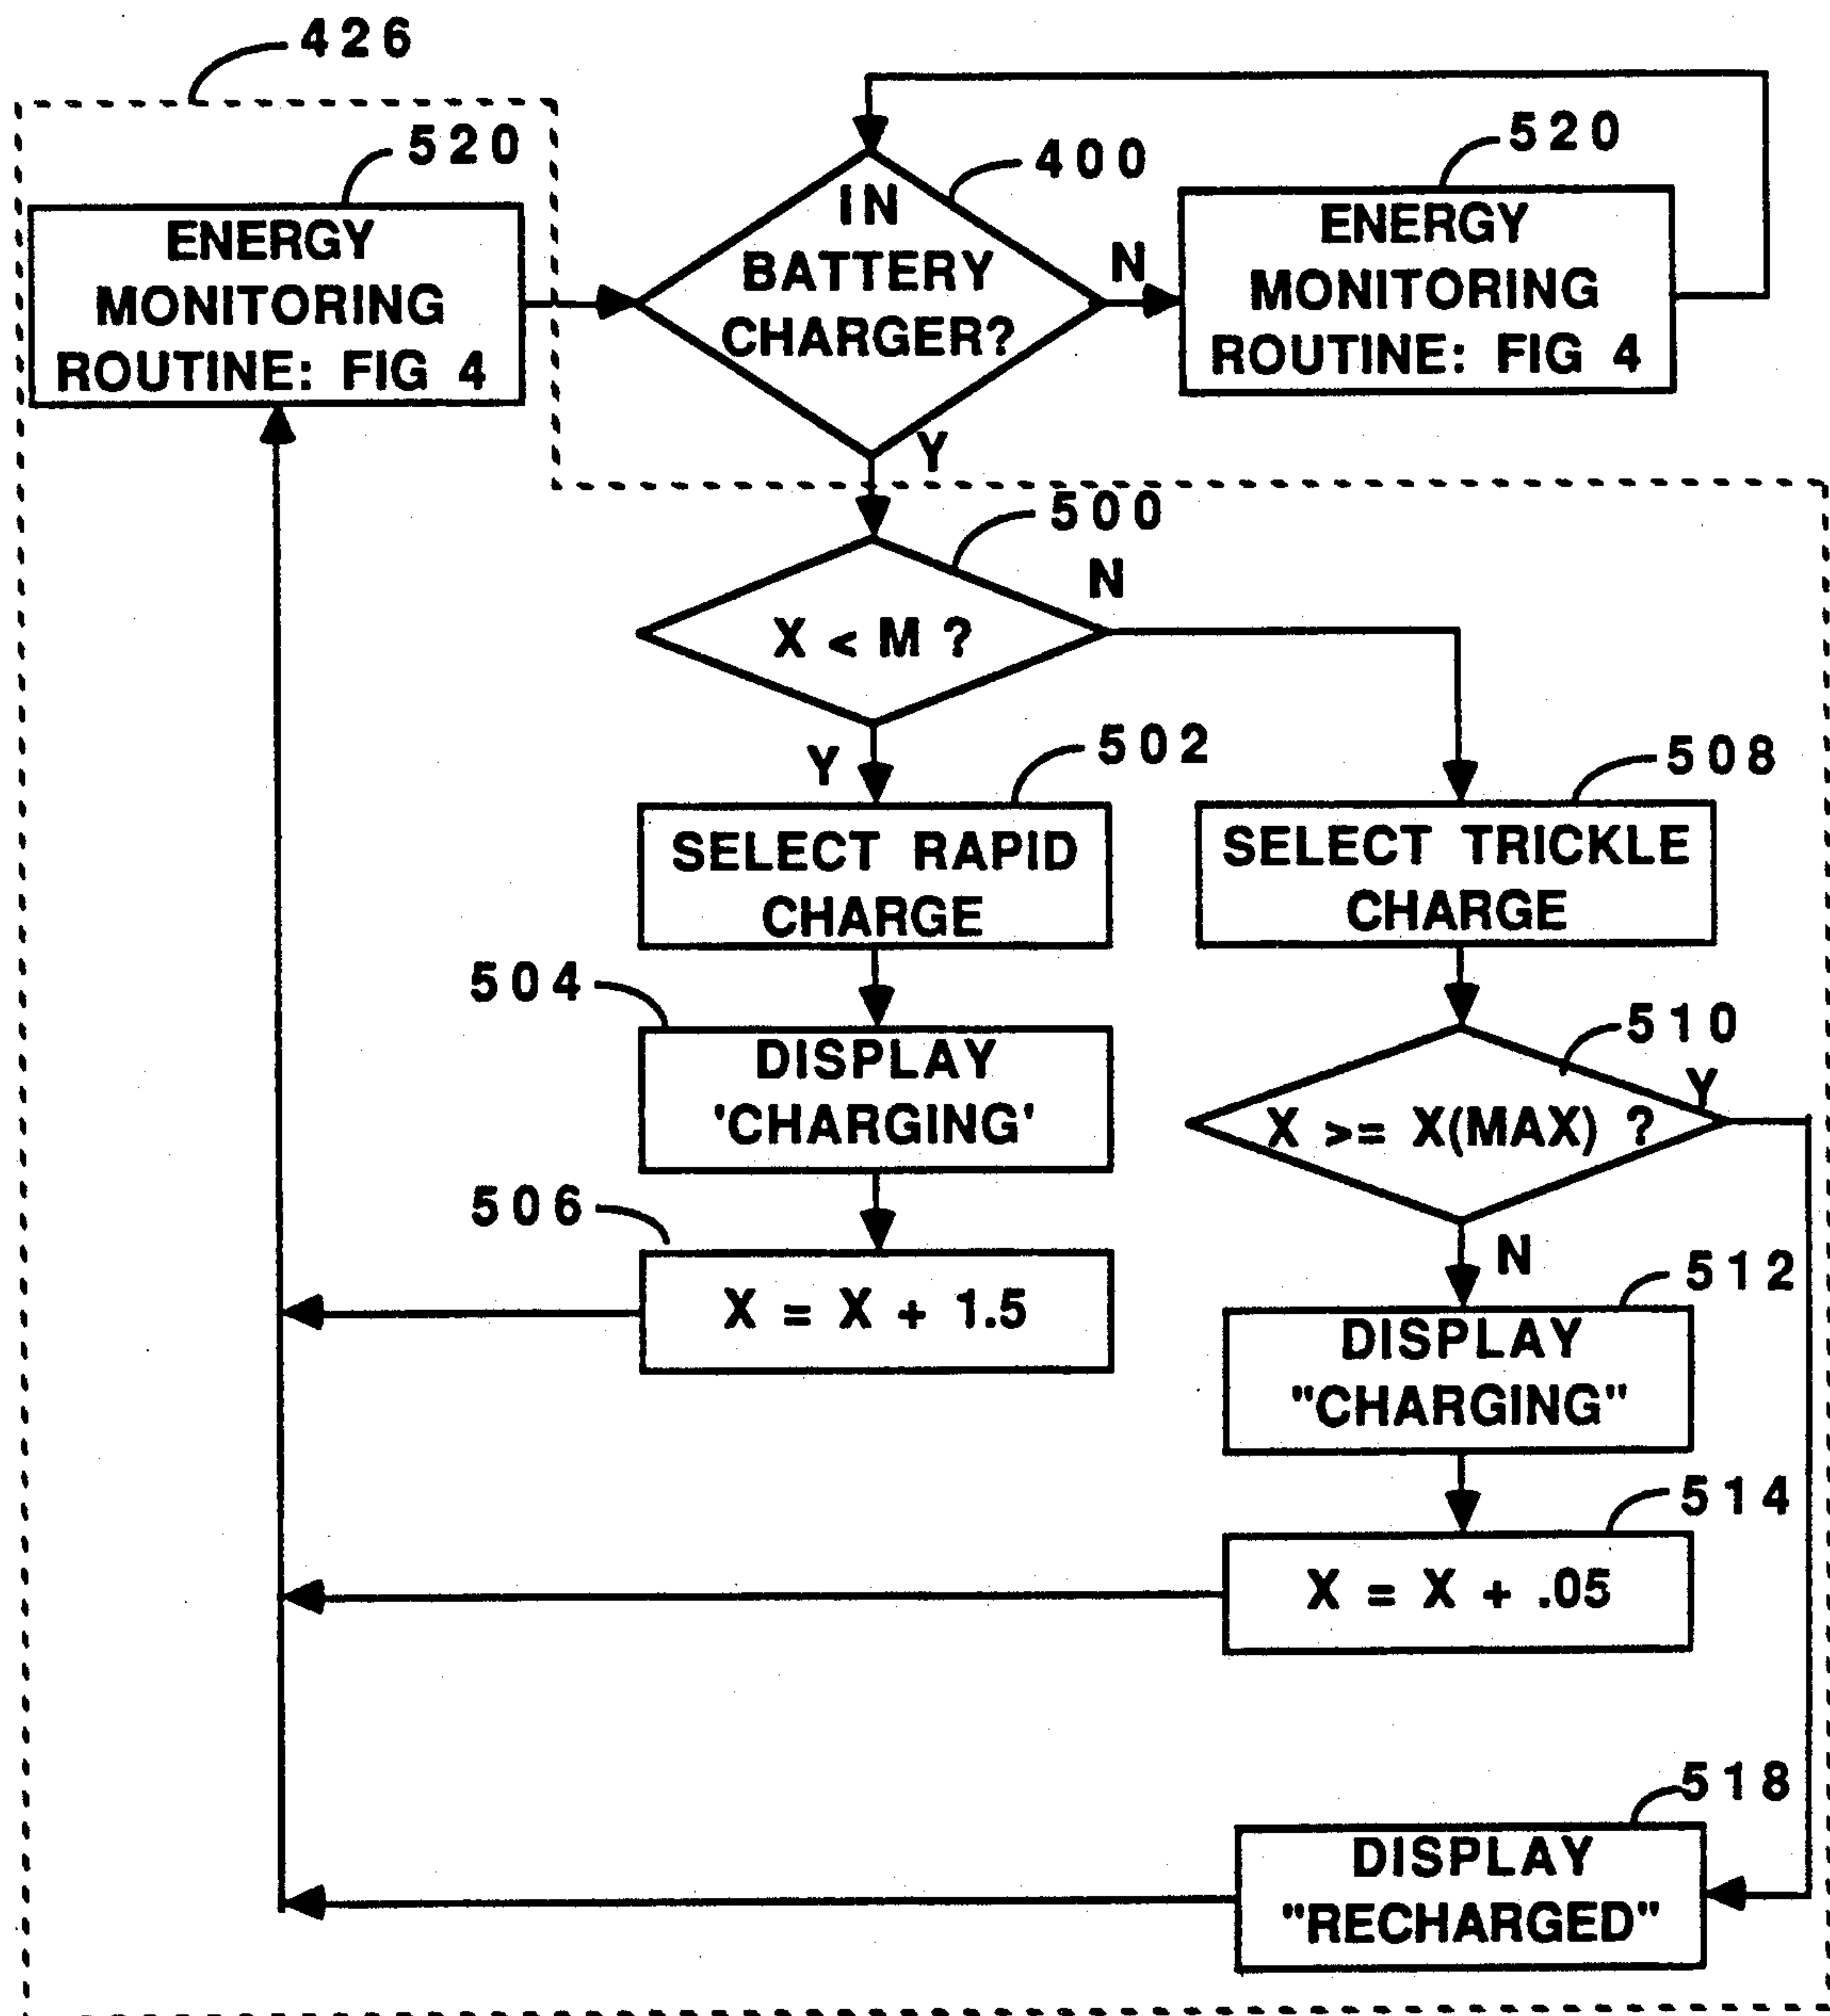 426
520
ENERGY
MONITORING
ROUTINE: FIG 4
400
IN
BATTERY
CHARGER?
N
Y
520
ENERGY
MONITORING
ROUTINE: FIG 4
500
X < M ?
N
Y
502
SELECT RAPID
CHARGE
504
DISPLAY
'CHARGING'
506
X = X + 1.5
508
SELECT TRICKLE
CHARGE
510
X >= X(MAX) ?
Y
N
512
DISPLAY
"CHARGING"
514
X = X + .05
518
DISPLAY
"RECHARGED"